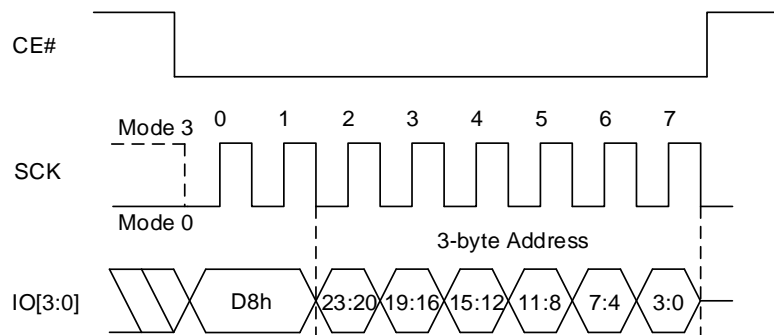 CE#
Mode 3 0 1 2 3 4 5 6 7
SCK
Mode 0
3-byte Address
IO[3:0] D8h 23:20 19:16 15:12 11:8 7:4 3:0